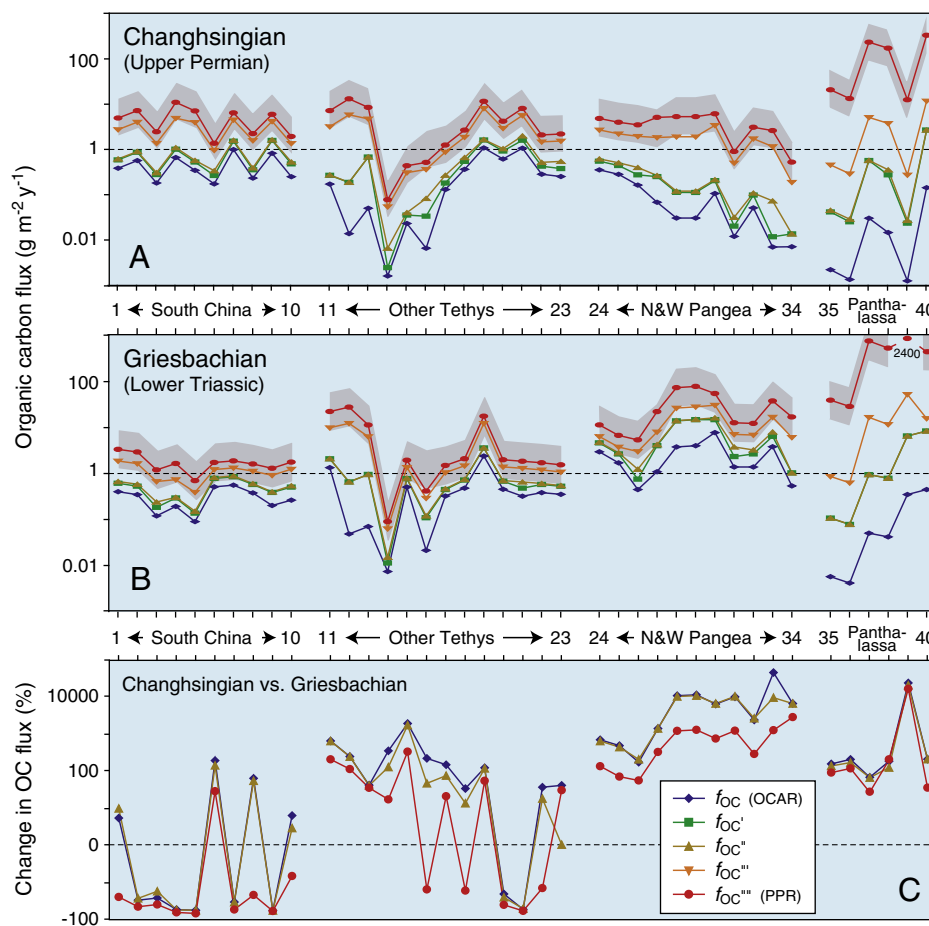 Organic carbon flux (g m⁻² y⁻¹)
Changhsingian
(Upper Permian)
100
1
0.01
A
1 ← South China → 10
11 ← Other Tethys → 23
24 ← N&W Pangea → 34
35 Pantha-lassa 40
Griesbachian
(Lower Triassic)
2400
100
1
0.01
B
1 ← South China → 10
11 ← Other Tethys → 23
24 ← N&W Pangea → 34
35 Pantha-lassa 40
Change in OC flux (%)
Changhsingian vs. Griesbachian
10000
100
0
-100
fOC (OCAR)
fOC'
fOC"
fOC"'
fOC"" (PPR)
C